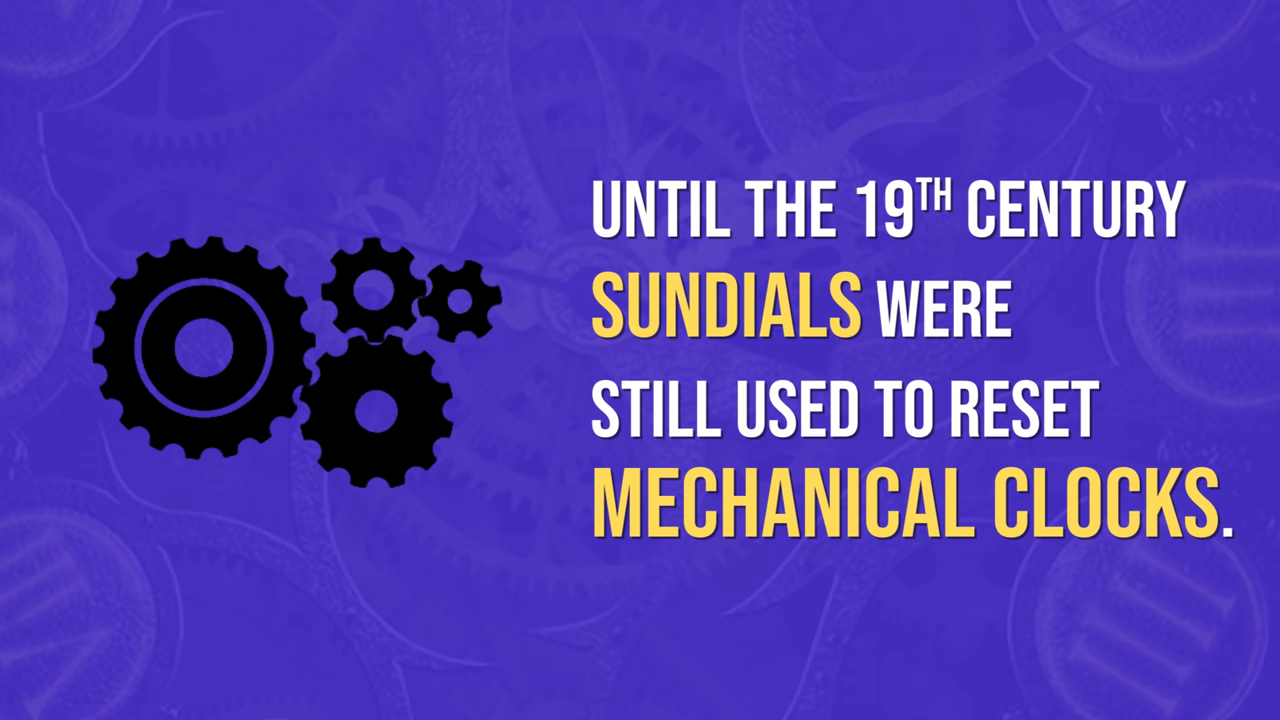 UNTIL THE 19TH CENTURY
SUNDIALS WERE
STILL USED TO RESET
MECHANICAL CLOCKS.